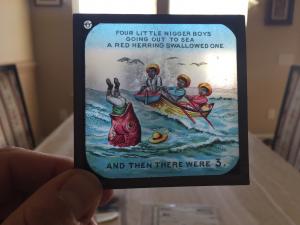 FOUR LITTLE NIGGER BOYS
GOING OUT TO SEA
A RED HERRING SWALLOWED ONE
AND THEN THERE WERE 3.